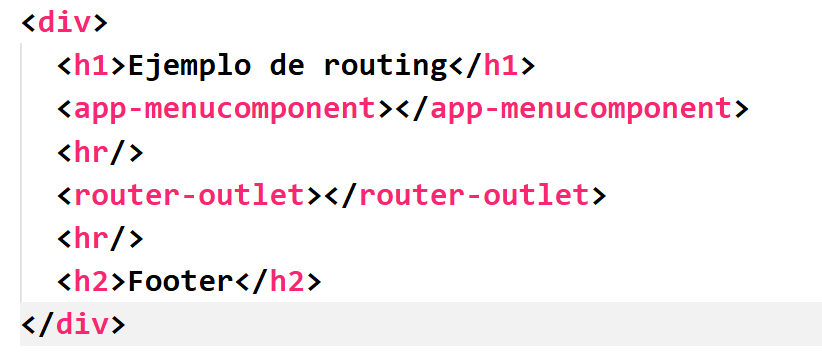 <div>
<h1>Ejemplo de routing</h1>
<app-menucomponent></app-menucomponent>
<hr/>
<router-outlet></router-outlet>
<hr/>
<h2>Footer</h2>
</div>